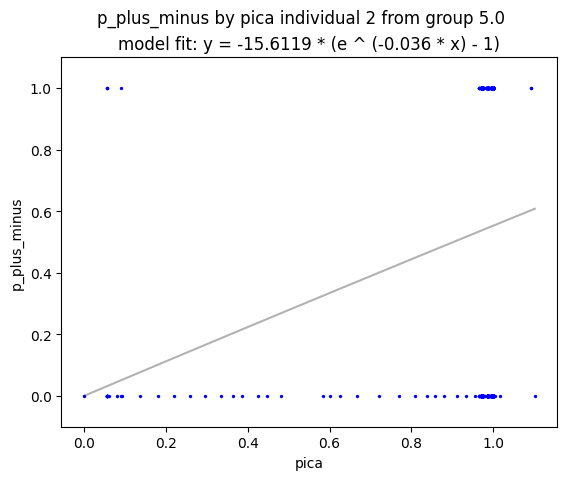 p_plus_minus by pica individual 2 from group 5.0
model fit: y = -15.6119 * (e ^ (-0.036 * x) - 1)
1.0
0.8
0.6
0.4
0.2
0.0
p_plus_minus
0.0 0.2 0.4 0.6 0.8 1.0
pica